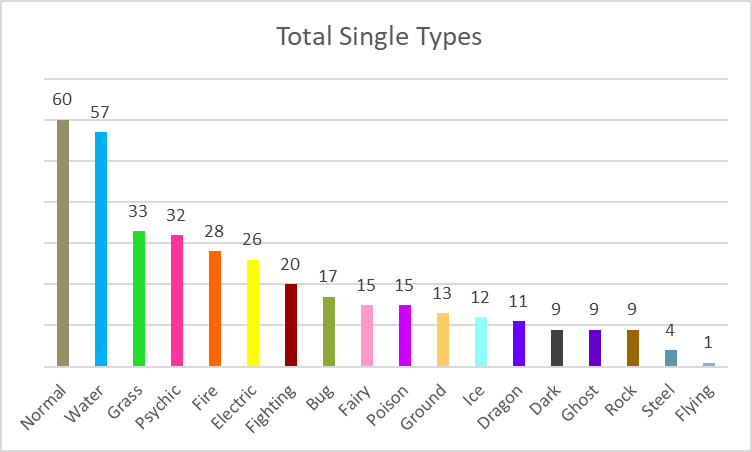 Total Single Types
60
57
33
32
28
26
20
17
15
15
13
12
11
9
9
9
4
1
Normal
Water
Grass
Psychic
Fire
Electric
Fighting
Bug
Fairy
Poison
Ground
Ice
Dragon
Dark
Ghost
Rock
Steel
Flying